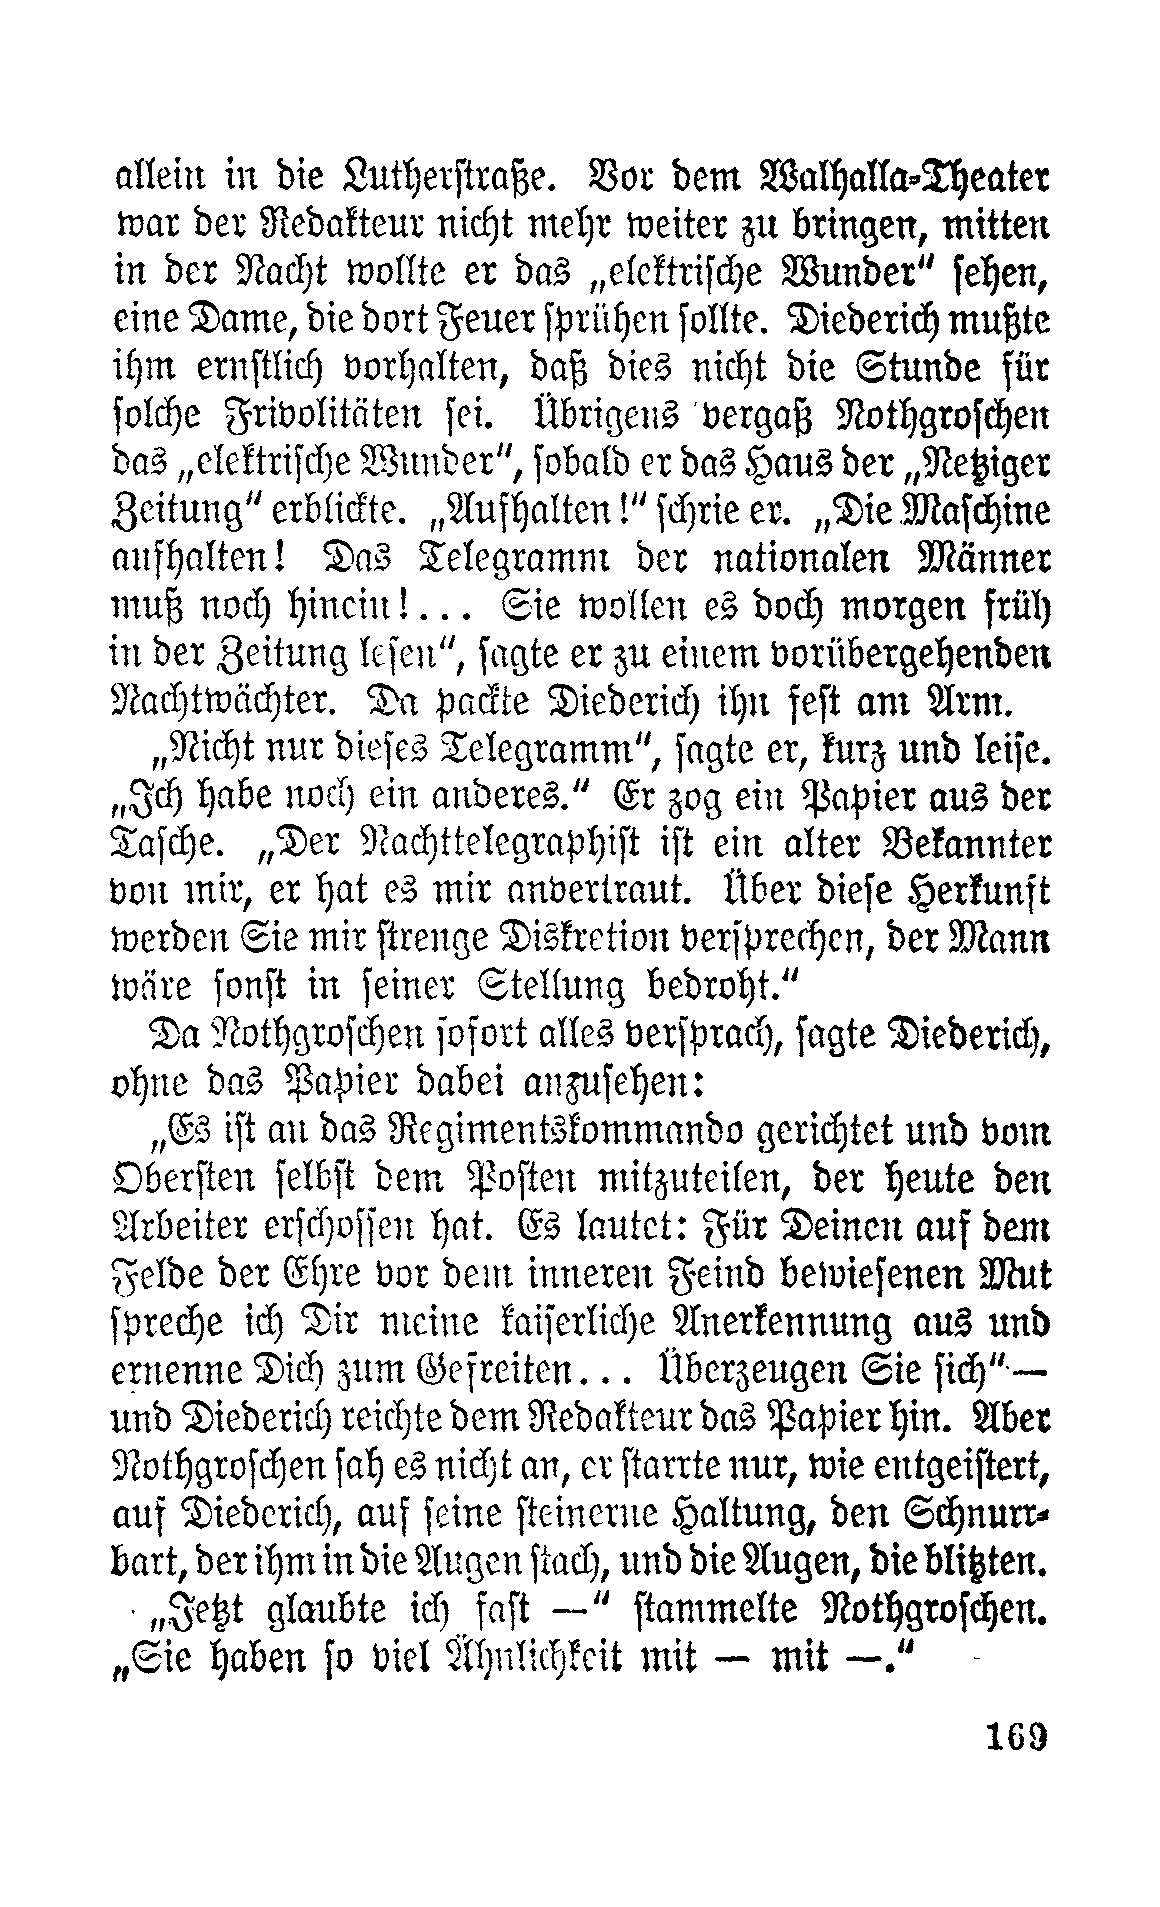 allein in die Lutherstraße. Vor dem Walhalla-Theater
war der Redakteur nicht mehr weiter zu bringen, mitten
in der Nacht wollte er das „elektrische Wunder“ sehen,
eine Dame, die dort Feuer sprühen sollte. Diederich mußte
ihm ernstlich vorhalten, daß dies nicht die Stunde für
solche Frivolitäten sei. Übrigens vergaß Nothgroschen
das „elektrische Wunder“, sobald er das Haus der „Netziger
Zeitung“ erblickte. „Aufhalten!“ schrie er. „Die Maschine
aufhalten! Das Telegramm der nationalen Männer
muß noch hinein!... Sie wollen es doch morgen früh
in der Zeitung lesen“, sagte er zu einem vorübergehenden
Nachtwächter. Da packte Diederich ihn fest am Arm.
„Nicht nur dieses Telegramm“, sagte er, kurz und leise.
„Ich habe noch ein anderes.“ Er zog ein Papier aus der
Tasche. „Der Nachttelegraphist ist ein alter Bekannter
von mir, er hat es mir anvertraut. Über diese Herkunft
werden Sie mir strenge Diskretion versprechen, der Mann
wäre sonst in seiner Stellung bedroht.“
Da Nothgroschen sofort alles versprach, sagte Diederich,
ohne das Papier dabei anzusehen:
„Es ist an das Regimentskommando gerichtet und vom
Obersten selbst dem Posten mitzuteilen, der heute den
Arbeiter erschossen hat. Es lautet: Für Deinen auf dem
Felde der Ehre vor dem inneren Feind bewiesenen Mut
spreche ich Dir meine kaiserliche Anerkennung aus und
ernenne Dich zum Gefreiten... Überzeugen Sie sich“ —
und Diederich reichte dem Redakteur das Papier hin. Aber
Nothgroschen sah es nicht an, er starrte nur, wie entgeistert,
auf Diederich, auf seine steinerne Haltung, den Schnurr-
bart, der ihm in die Augen stach, und die Augen, die blitzten.
„Jetzt glaubte ich fast —“ stammelte Nothgroschen.
„Sie haben so viel Ähnlichkeit mit — mit —.“
169